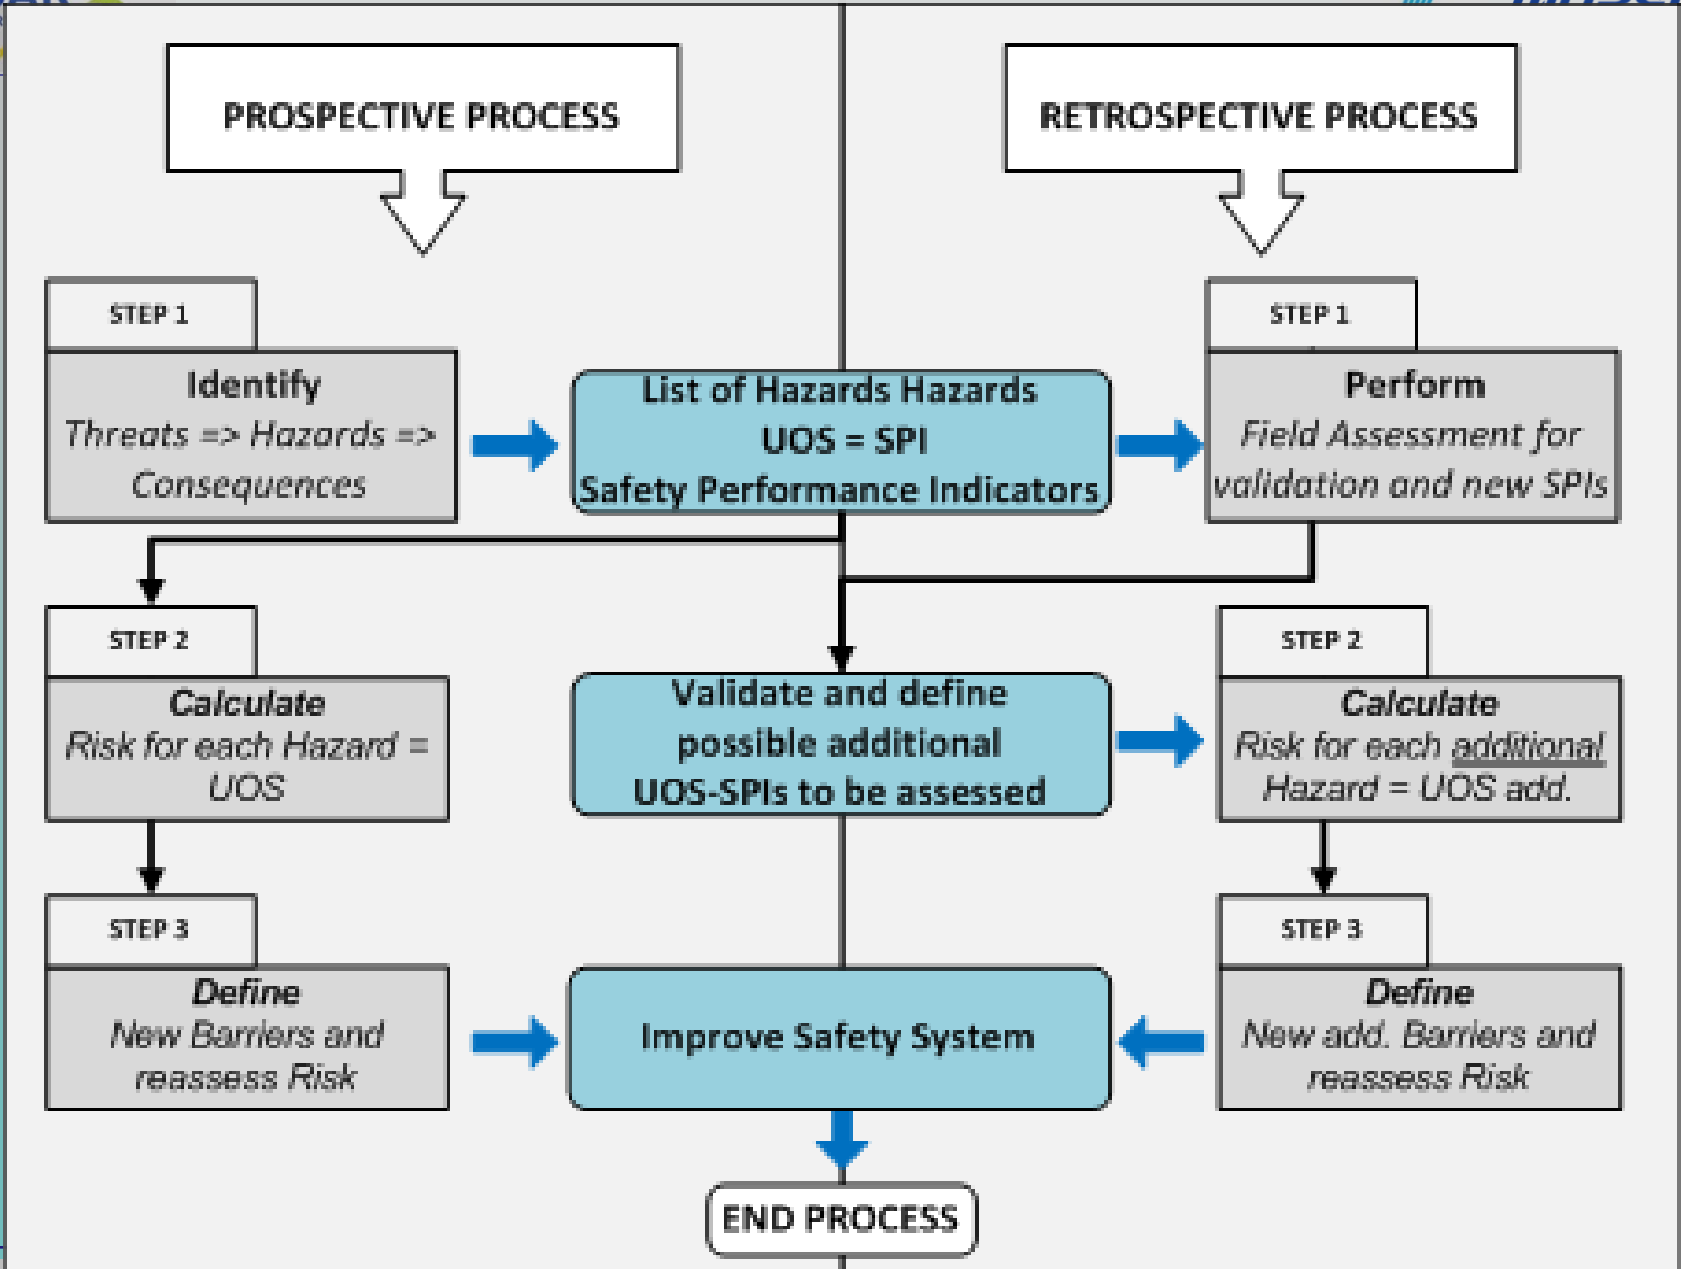 PROSPECTIVE PROCESS
RETROSPECTIVE PROCESS
STEP 1
Identify
Threats => Hazards =>
Consequences
List of Hazards Hazards
UOS = SPI
Safety Performance Indicators
STEP 1
Perform
Field Assessment for
validation and new SPIs
STEP 2
Calculate
Risk for each Hazard =
UOS
Validate and define
possible additional
UOS-SPIs to be assessed
STEP 2
Calculate
Risk for each additional
Hazard = UOS add.
STEP 3
Define
New Barriers and
reassess Risk
Improve Safety System
STEP 3
Define
New add. Barriers and
reassess Risk
END PROCESS